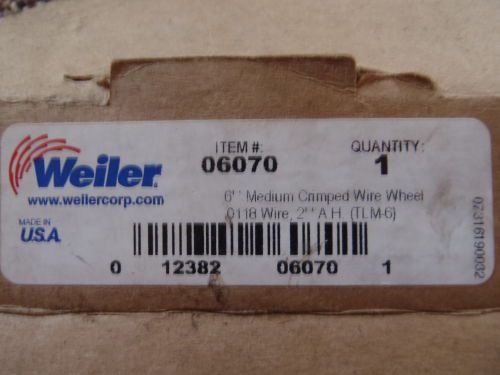 Weiler
www.weilercorp.com
MADE IN
U.S.A.
ITEM #:
06070
QUANTITY:
1
6'' Medium Crimped Wire Wheel
.0118 Wire, 2'' A.H. (TLM-6)
0 12382 06070 1
07316190032